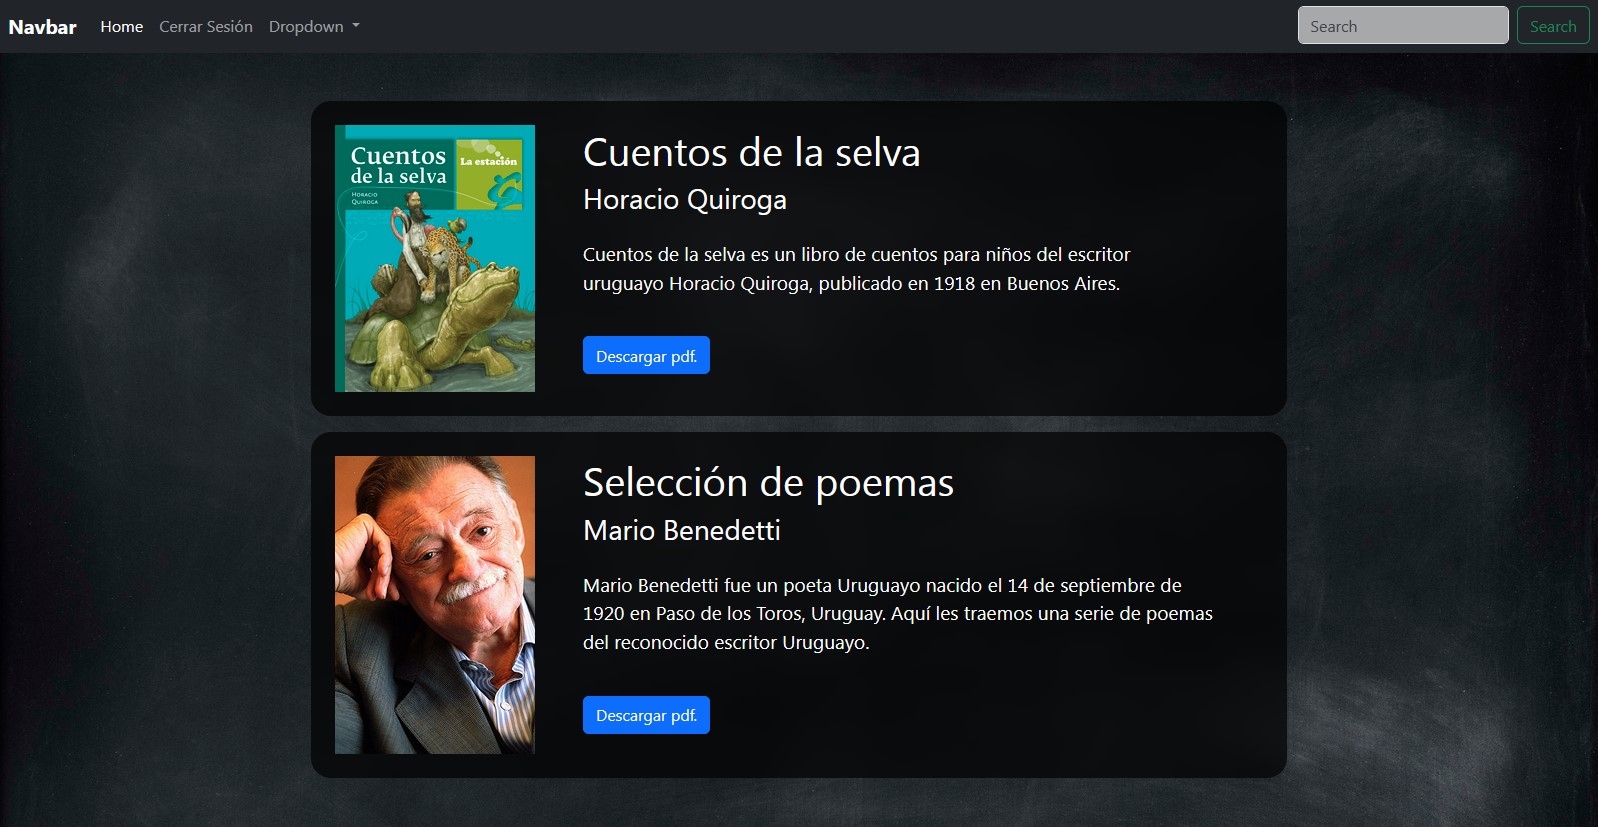 Navbar Home Cerrar Sesión Dropdown Search Search
Cuentos
de la selva
HORACIO
QUIROGA
La estación
Cuentos de la selva
Horacio Quiroga
Cuentos de la selva es un libro de cuentos para niños del escritor
uruguayo Horacio Quiroga, publicado en 1918 en Buenos Aires.
Descargar pdf.
Selección de poemas
Mario Benedetti
Mario Benedetti fue un poeta Uruguayo nacido el 14 de septiembre de
1920 en Paso de los Toros, Uruguay. Aquí les traemos una serie de poemas
del reconocido escritor Uruguayo.
Descargar pdf.